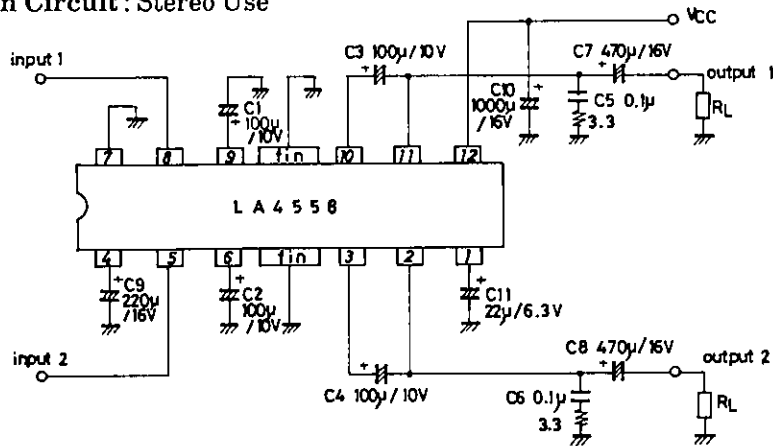 n Circuit : Stereo Use
VCC
C3 100μ/10V
C7 470μ/16V
input 1
output 1
C1
100μ
/10V
C10
1000μ
/16V
C5 0.1μ
3.3
RL
7 8 9 fin 10 11 12
LA4558
4 5 6 fin 3 2 1
C9
220μ
/16V
C2
100μ
/10V
C11
22μ/6.3V
input 2
C8 470μ/16V
output 2
C4 100μ/10V
C6 0.1μ
3.3
RL